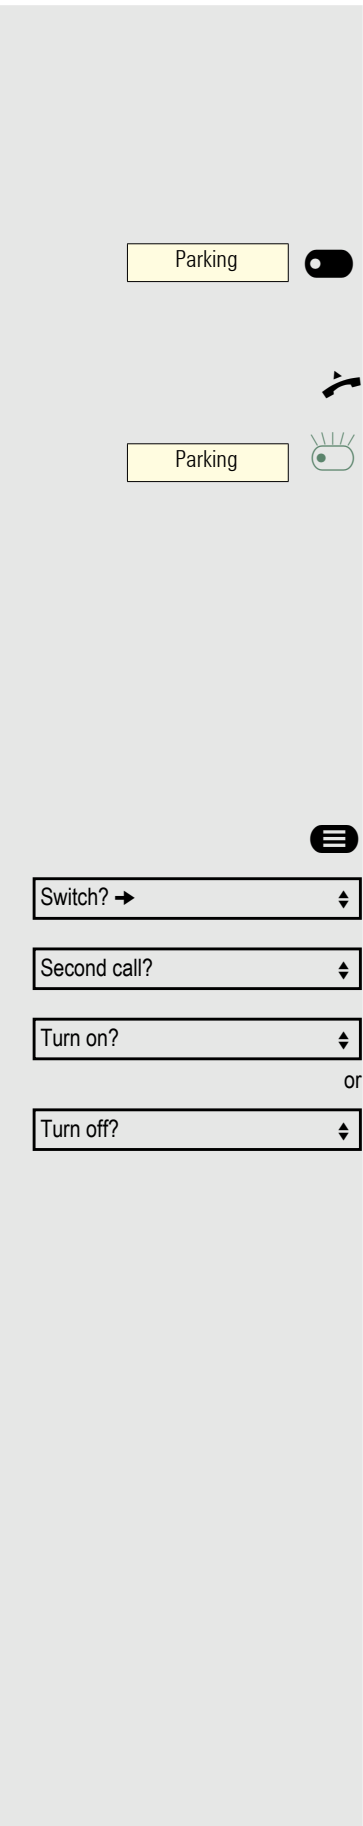 Parking
Parking
Switch? →
Second call?
Turn on?
or
Turn off?